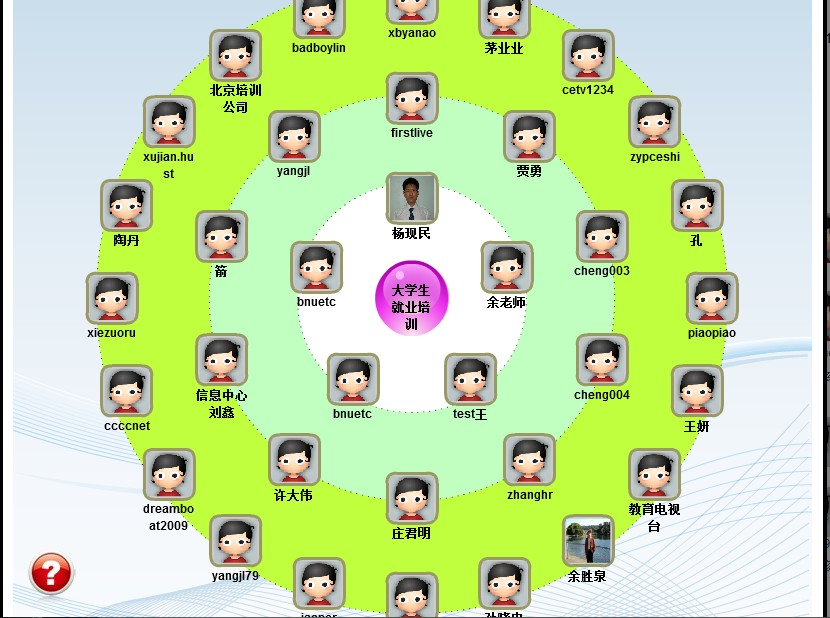 badboylin
xbyanao
茅业业
北京培训
公司
cetv1234
xujian.hu
st
yangjl
firstlive
贾勇
zypceshi
陶丹
箭
杨现民
cheng003
孔
xiezuoru
bnuetc
大学生
就业培
训
余老师
piaopiao
ccccnet
信息中心
刘鑫
bnuetc
test王
cheng004
王妍
dreambo
at2009
许大伟
庄君明
zhanghr
教育电视
台
yangjl79
余胜泉